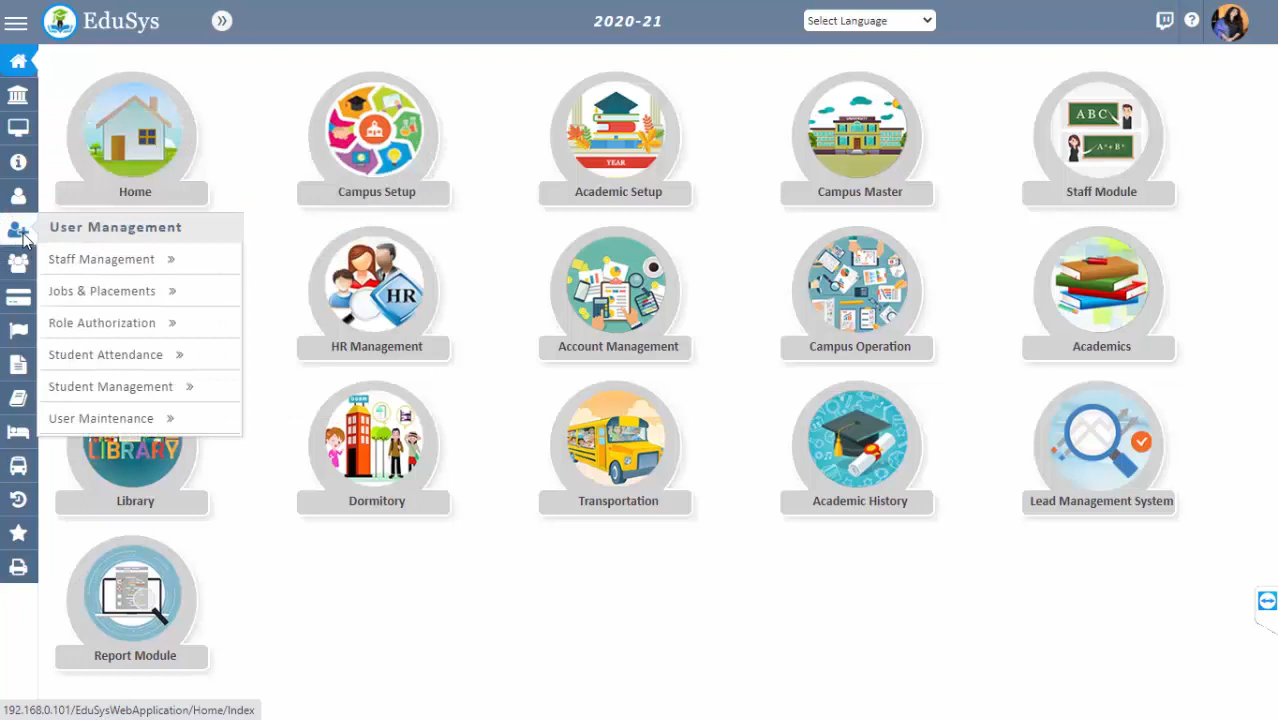 EduSys
2020-21
Select Language
ABC
A+B
YEAR
Home
Campus Setup
Academic Setup
Campus Master
Staff Module
User Management
Staff Management »
Jobs & Placements »
Role Authorization »
Student Attendance »
Student Management »
User Maintenance »
HR
HR Management
Account Management
Campus Operation
Academics
LIBRARY
Library
Dormitory
Transportation
Academic History
Lead Management System
Report Module
192.168.0.101/EduSysWebApplication/Home/Index